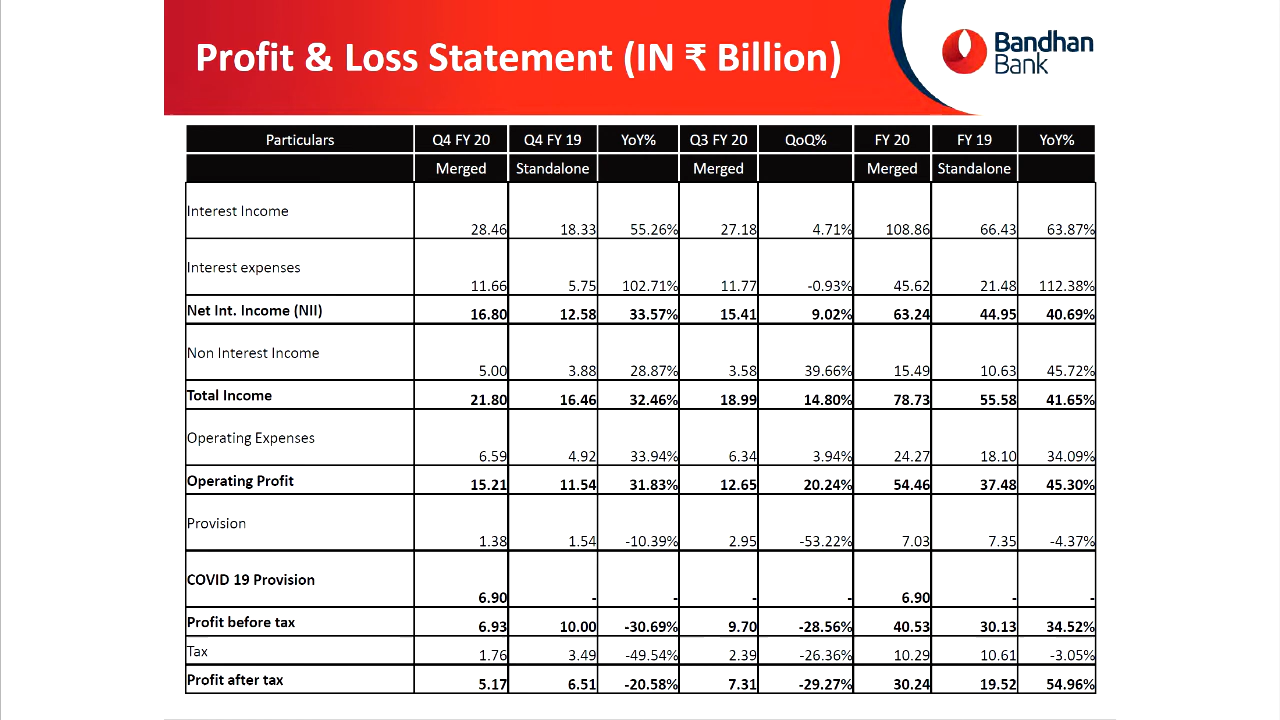 Profit & Loss Statement (IN ₹ Billion)
Bandhan
Bank
Particulars Q4 FY 20 Q4 FY 19 YoY% Q3 FY 20 QoQ% FY 20 FY 19 YoY%
Merged Standalone Merged Merged Standalone
Interest Income 28.46 18.33 55.26% 27.18 4.71% 108.86 66.43 63.87%
Interest expenses 11.66 5.75 102.71% 11.77 -0.93% 45.62 21.48 112.38%
Net Int. Income (NII) 16.80 12.58 33.57% 15.41 9.02% 63.24 44.95 40.69%
Non Interest Income 5.00 3.88 28.87% 3.58 39.66% 15.49 10.63 45.72%
Total Income 21.80 16.46 32.46% 18.99 14.80% 78.73 55.58 41.65%
Operating Expenses 6.59 4.92 33.94% 6.34 3.94% 24.27 18.10 34.09%
Operating Profit 15.21 11.54 31.83% 12.65 20.24% 54.46 37.48 45.30%
Provision 1.38 1.54 -10.39% 2.95 -53.22% 7.03 7.35 -4.37%
COVID 19 Provision 6.90 - - - - 6.90 - -
Profit before tax 6.93 10.00 -30.69% 9.70 -28.56% 40.53 30.13 34.52%
Tax 1.76 3.49 -49.54% 2.39 -26.36% 10.29 10.61 -3.05%
Profit after tax 5.17 6.51 -20.58% 7.31 -29.27% 30.24 19.52 54.96%